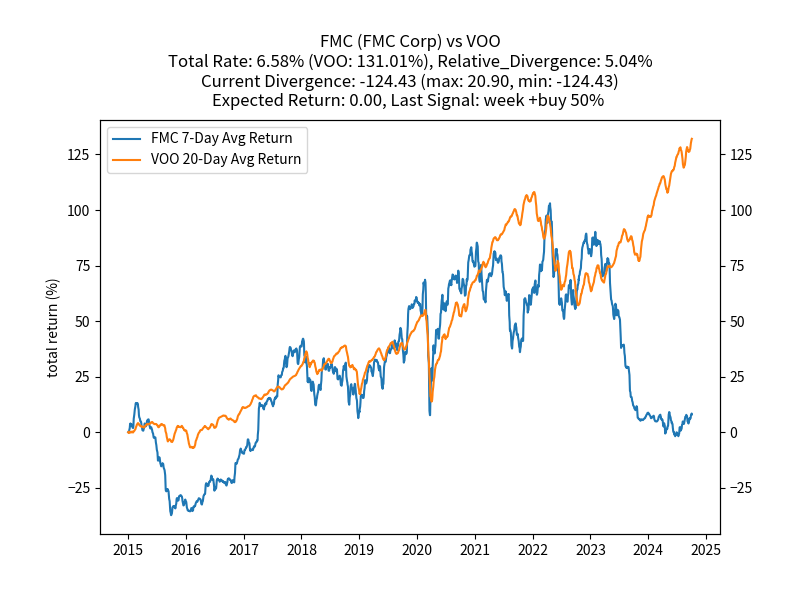 FMC (FMC Corp) vs VOO
Total Rate: 6.58% (VOO: 131.01%), Relative_Divergence: 5.04%
Current Divergence: -124.43 (max: 20.90, min: -124.43)
Expected Return: 0.00, Last Signal: week +buy 50%
FMC 7-Day Avg Return
VOO 20-Day Avg Return
total return (%)
125
100
75
50
25
0
−25
125
100
75
50
25
0
−25
2015 2016 2017 2018 2019 2020 2021 2022 2023 2024 2025